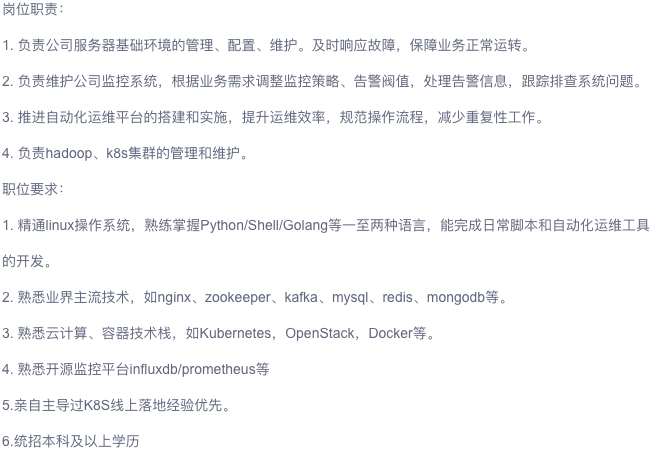 岗位职责：
1. 负责公司服务器基础环境的管理、配置、维护。及时响应故障，保障业务正常运转。
2. 负责维护公司监控系统，根据业务需求调整监控策略、告警阀值，处理告警信息，跟踪排查系统问题。
3. 推进自动化运维平台的搭建和实施，提升运维效率，规范操作流程，减少重复性工作。
4. 负责hadoop、k8s集群的管理和维护。
职位要求：
1. 精通linux操作系统，熟练掌握Python/Shell/Golang等一至两种语言，能完成日常脚本和自动化运维工具
的开发。
2. 熟悉业界主流技术，如nginx、zookeeper、kafka、mysql、redis、mongodb等。
3. 熟悉云计算、容器技术栈，如Kubernetes，OpenStack，Docker等。
4. 熟悉开源监控平台influxdb/prometheus等
5.亲自主导过K8S线上落地经验优先。
6.统招本科及以上学历